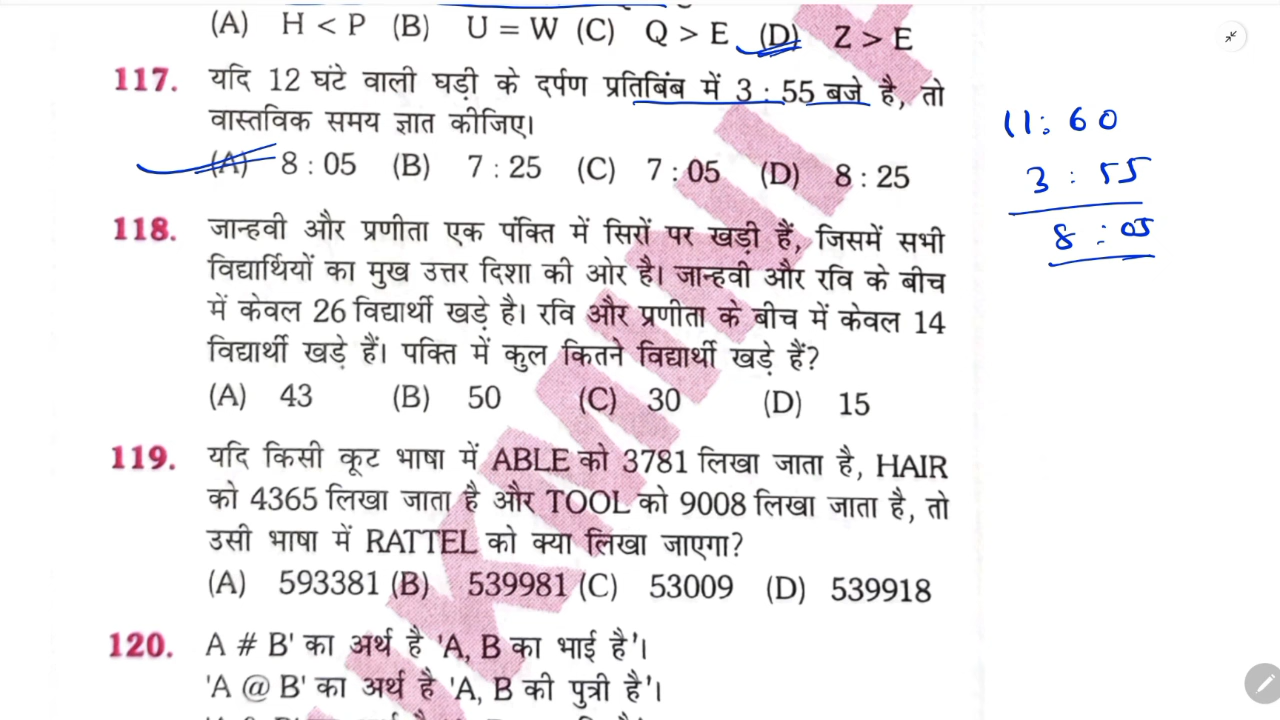 (A) H < P (B) U = W (C) Q > E (D) Z > E
117. यदि 12 घंटे वाली घड़ी के दर्पण प्रतिबिंब में 3 : 55 बजे है, तो
वास्तविक समय ज्ञात कीजिए।
(A) 8 : 05 (B) 7 : 25 (C) 7 : 05 (D) 8 : 25
11: 60
3 : 55
8 : 05
118. जान्हवी और प्रणीता एक पंक्ति में सिरों पर खड़ी हैं, जिसमें सभी
विद्यार्थियों का मुख उत्तर दिशा की ओर है। जान्हवी और रवि के बीच
में केवल 26 विद्यार्थी खड़े है। रवि और प्रणीता के बीच में केवल 14
विद्यार्थी खड़े हैं। पक्ति में कुल कितने विद्यार्थी खड़े हैं?
(A) 43 (B) 50 (C) 30 (D) 15
119. यदि किसी कूट भाषा में ABLE को 3781 लिखा जाता है, HAIR
को 4365 लिखा जाता है और TOOL को 9008 लिखा जाता है, तो
उसी भाषा में RATTEL को क्या लिखा जाएगा?
(A) 593381 (B) 539981 (C) 53009 (D) 539918
120. A # B' का अर्थ है 'A, B का भाई है'।
'A @ B' का अर्थ है 'A, B की पुत्री है'।